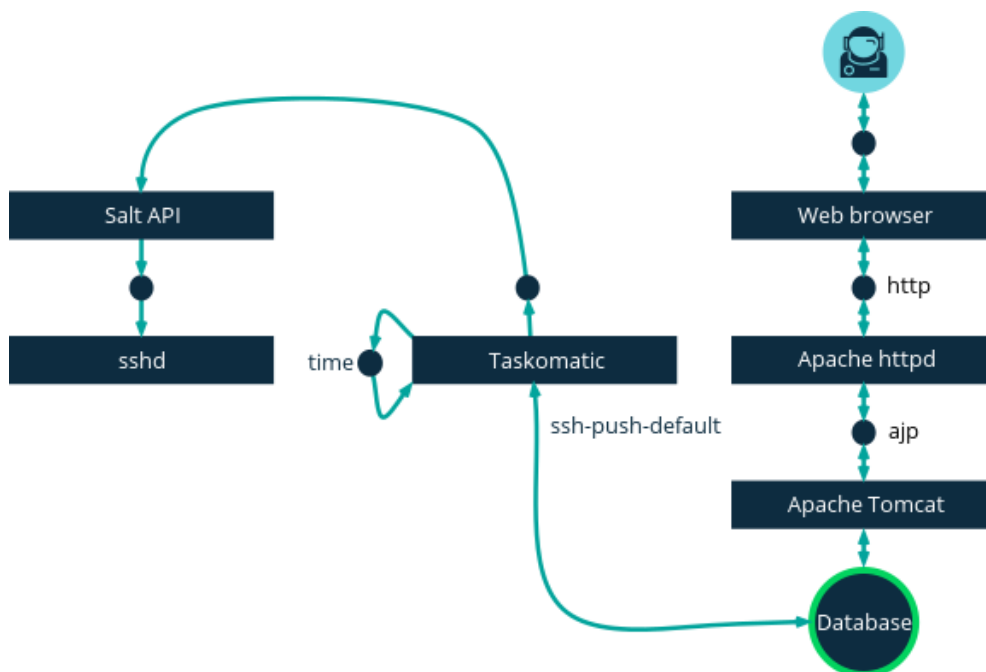 Salt API
Web browser
http
sshd
time
Taskomatic
Apache httpd
ssh-push-default
ajp
Apache Tomcat
Database